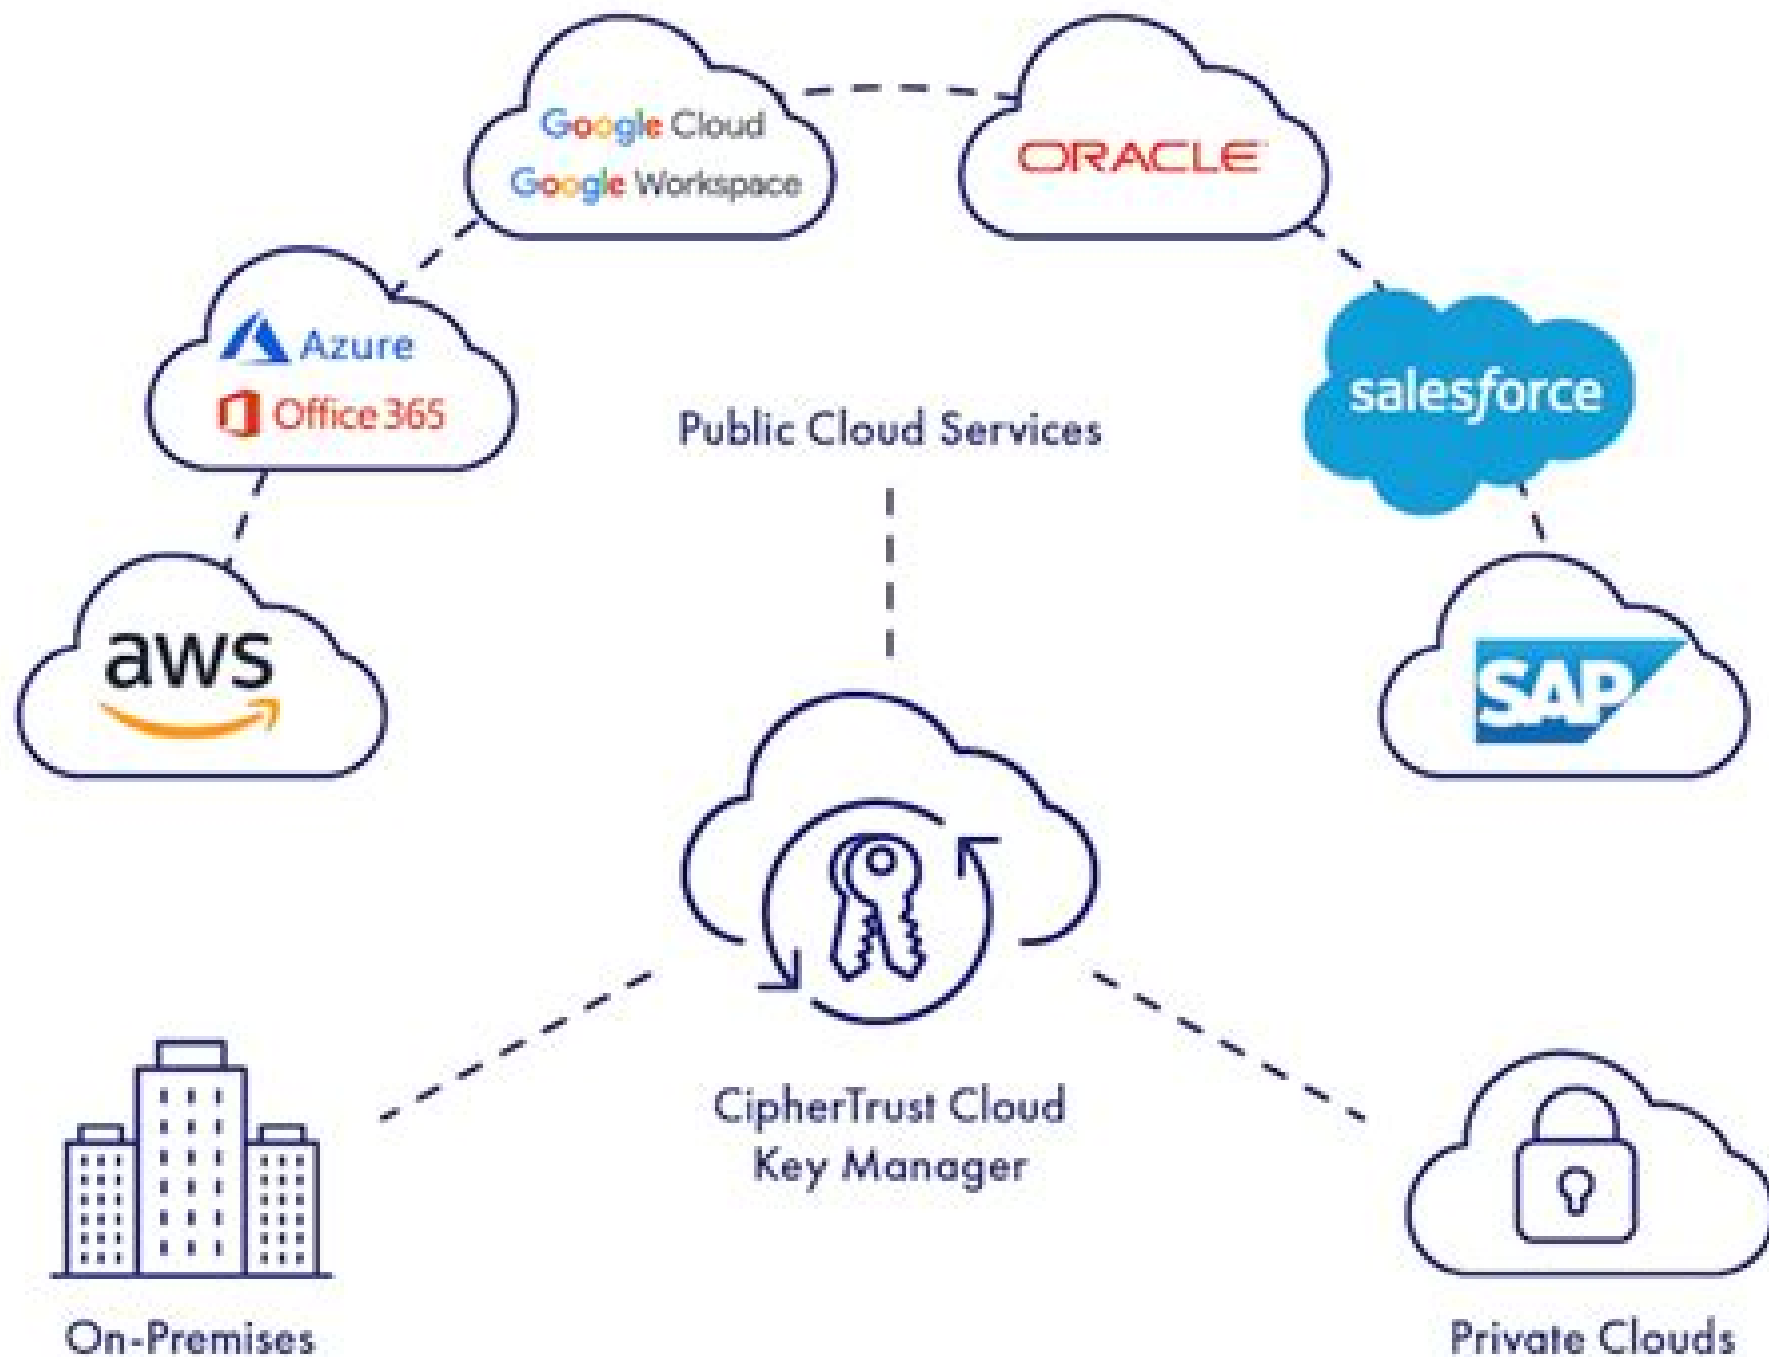 Google Cloud
Google Workspace
ORACLE
Azure
Office 365
salesforce
Public Cloud Services
aws
SAP
CipherTrust Cloud
Key Manager
On-Premises
Private Clouds